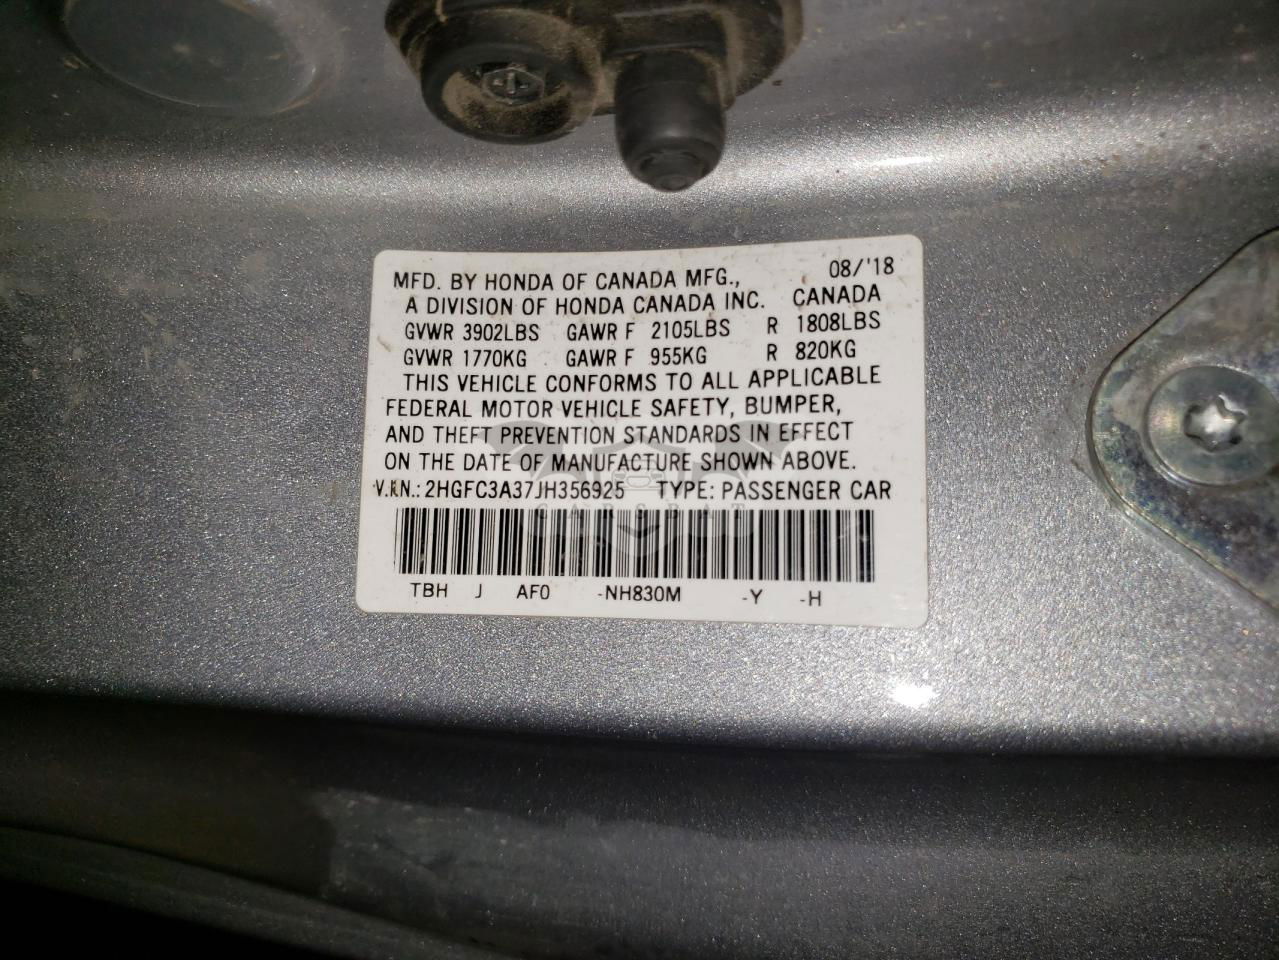 MFD. BY HONDA OF CANADA MFG., 08/'18
A DIVISION OF HONDA CANADA INC. CANADA
GVWR 3902LBS GAWR F 2105LBS R 1808LBS
GVWR 1770KG GAWR F 955KG R 820KG
THIS VEHICLE CONFORMS TO ALL APPLICABLE
FEDERAL MOTOR VEHICLE SAFETY, BUMPER,
AND THEFT PREVENTION STANDARDS IN EFFECT
ON THE DATE OF MANUFACTURE SHOWN ABOVE.
V.I.N.: 2HGFC3A37JH356925 TYPE: PASSENGER CAR
CARSBAT
TBH J AF0 -NH830M -Y -H